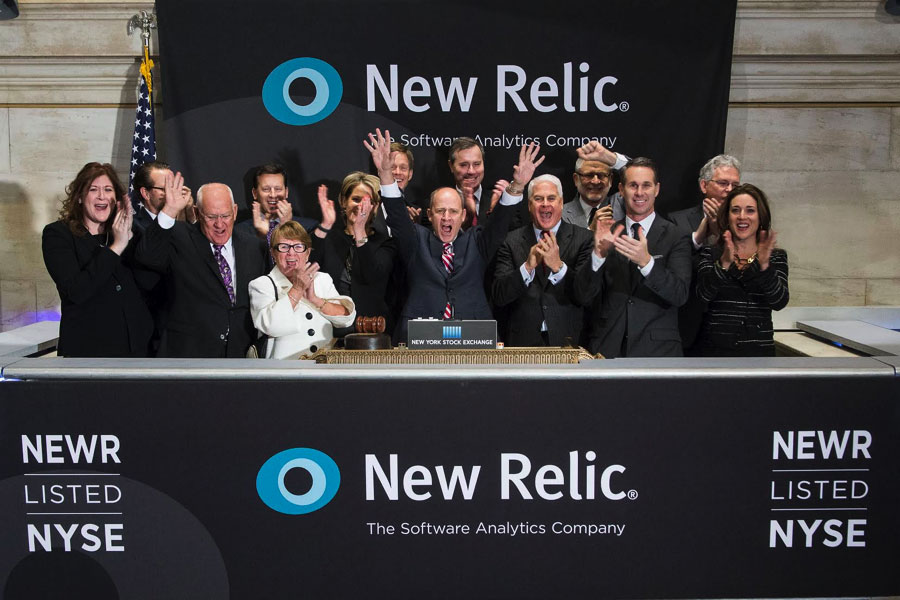 New Relic®
The Software Analytics Company
NEW YORK STOCK EXCHANGE
NEWR
LISTED
NYSE
New Relic®
The Software Analytics Company
NEWR
LISTED
NYSE